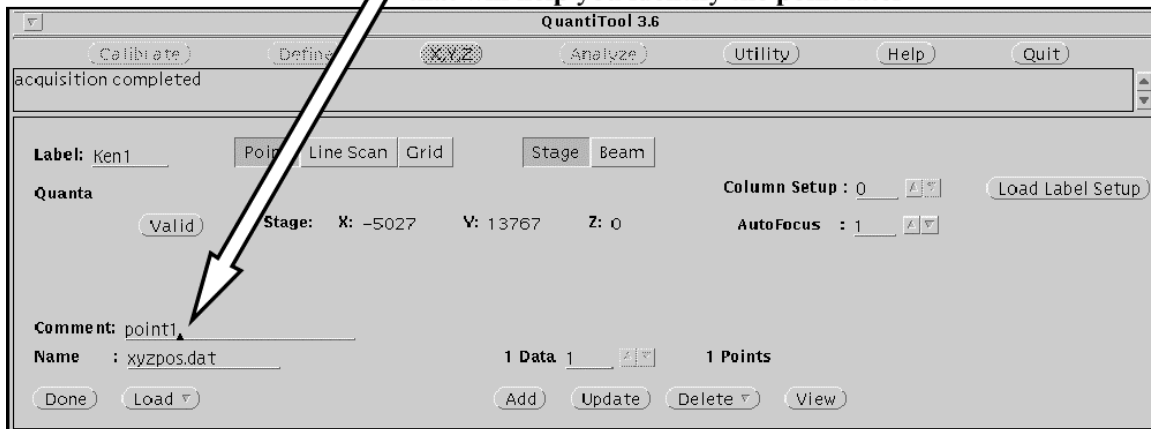 QuantiTool 3.6
Calibrate Define X,Y,Z Analyze Utility Help Quit
acquisition completed
Label: Ken1 Point Line Scan Grid Stage Beam
Quanta Column Setup : 0 Load Label Setup
Valid Stage: X: -5027 Y: 13767 Z: 0 AutoFocus : 1
Comment: point1
Name : xyzpos.dat 1 Data 1 1 Points
Done Load Add Update Delete View